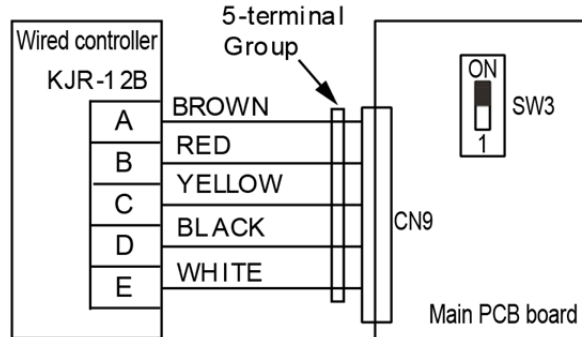 5-terminal
Group
Wired controller
KJR-12B
A
B
C
D
E
BROWN
RED
YELLOW
BLACK
WHITE
CN9
ON
1
SW3
Main PCB board